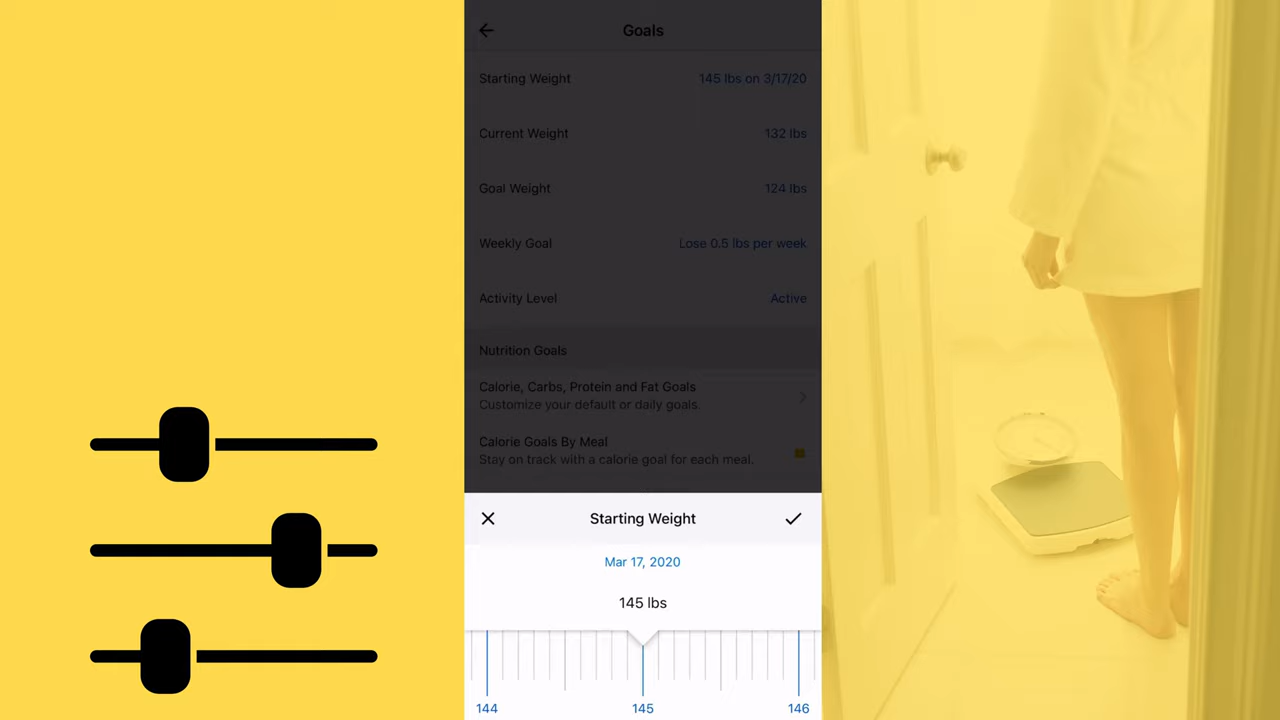 Goals
Starting Weight 145 lbs on 3/17/20
Current Weight 132 lbs
Goal Weight 124 lbs
Weekly Goal Lose 0.5 lbs per week
Activity Level Active
Nutrition Goals
Calorie, Carbs, Protein and Fat Goals
Customize your default or daily goals.
Calorie Goals By Meal
Stay on track with a calorie goal for each meal.
Starting Weight
Mar 17, 2020
145 lbs
144 145 146